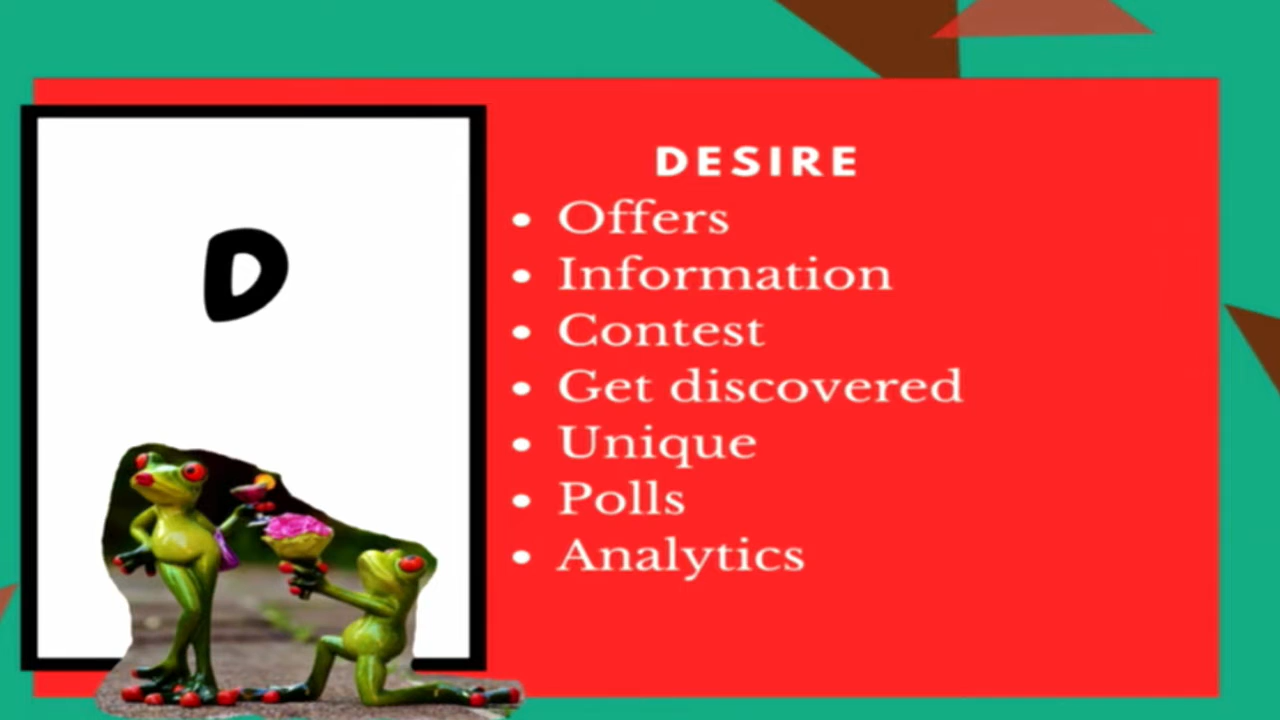 D
DESIRE
Offers
Information
Contest
Get discovered
Unique
Polls
Analytics